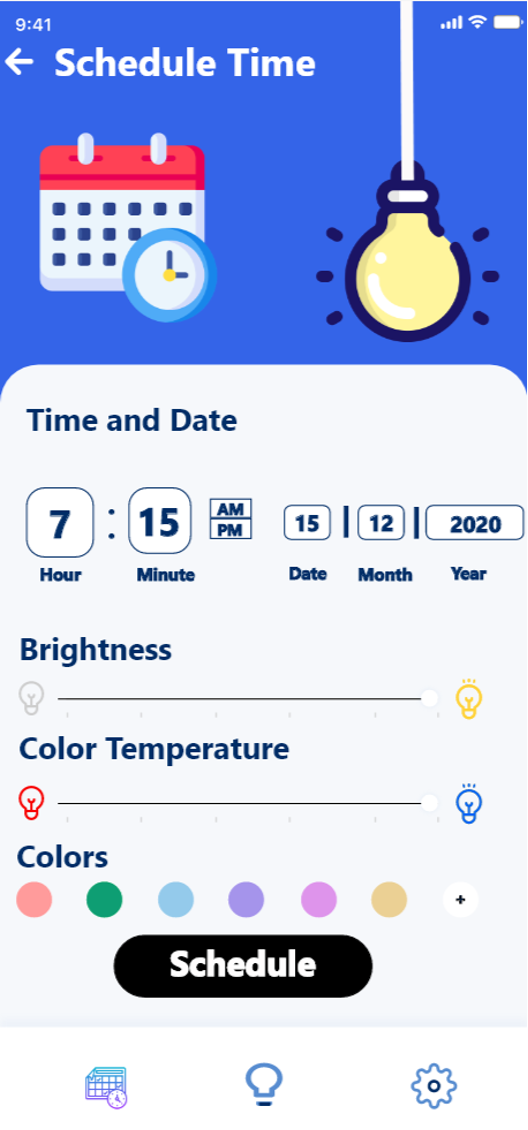 9:41
Schedule Time
Time and Date
7 : 15 AM PM 15 | 12 | 2020
Hour Minute Date Month Year
Brightness
Color Temperature
Colors
+
Schedule